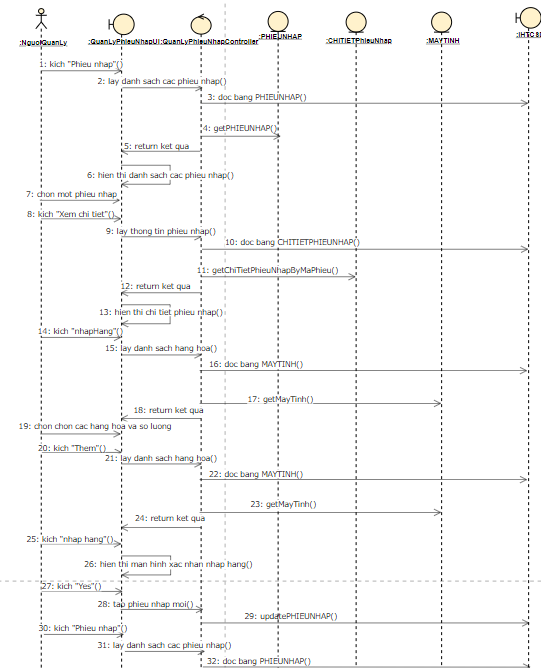 :NguoiQuanLy
:QuanLyPhieuNhapUI
:QuanLyPhieuNhapController
:PHIEUNHAP
:CHITIETPhieuNhap
:MAYTINH
1: kich "Phieu nhap"()
2: lay danh sach cac phieu nhap()
3: doc bang PHIEUNHAP()
4: getPHIEUNHAP()
5: return ket qua
6: hien thi danh sach cac phieu nhap()
7: chon mot phieu nhap
8: kich "Xem chi tiet"()
9: lay thong tin phieu nhap()
10: doc bang CHITIETPHIEUNHAP()
11: getChiTietPhieuNhapByMaPhieu()
12: return ket qua
13: hien thi chi tiet phieu nhap()
14: kich "nhapHang"()
15: lay danh sach hang hoa()
16: doc bang MAYTINH()
17: getMayTinh()
18: return ket qua
19: chon chon cac hang hoa va so luong
20: kich "Them"()
21: lay danh sach hang hoa()
22: doc bang MAYTINH()
23: getMayTinh()
24: return ket qua
25: kich "nhap hang"()
26: hien thi man hinh xac nhan nhap hang()
27: kich "Yes"()
28: tao phieu nhap moi()
29: updatePHIEUNHAP()
30: kich "Phieu nhap"()
31: lay danh sach cac phieu nhap()
32: doc bang PHIEUNHAP()